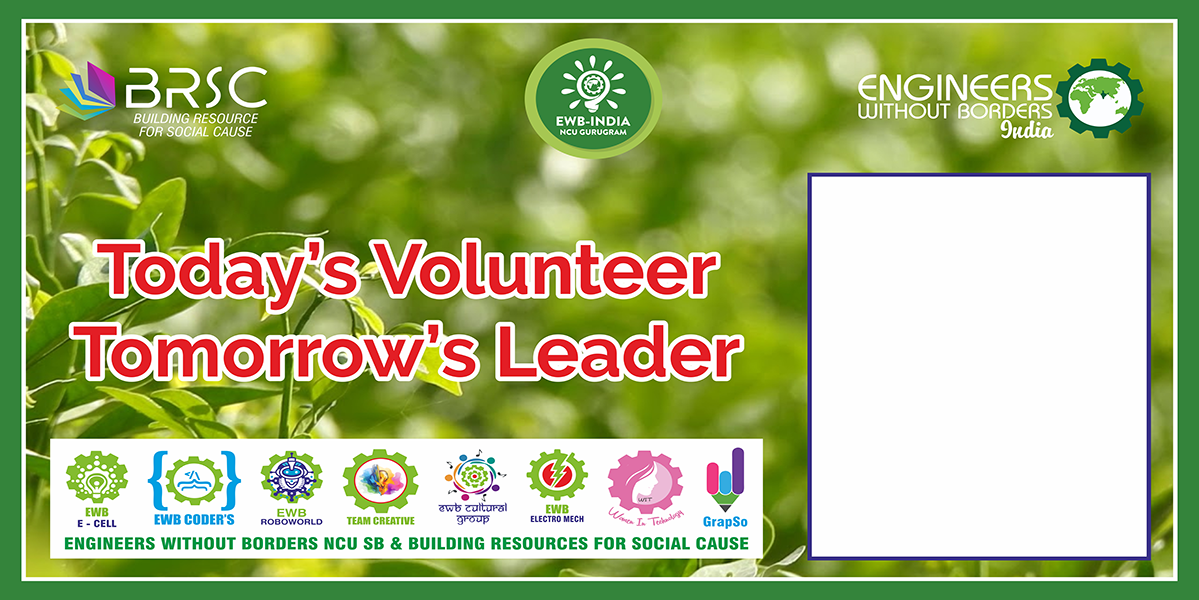 BRSC
BUILDING RESOURCE
FOR SOCIAL CAUSE
EWB-INDIA
NCU GURUGRAM
ENGINEERS
WITHOUT BORDERS
India
Today's Volunteer
Tomorrow's Leader
EWB
E - CELL
EWB CODER'S
EWB
ROBOWORLD
TEAM CREATIVE
ewb cultural
group
EWB
ELECTRO MECH
WIT
Women In Technology
GrapSo
ENGINEERS WITHOUT BORDERS NCU SB & BUILDING RESOURCES FOR SOCIAL CAUSE